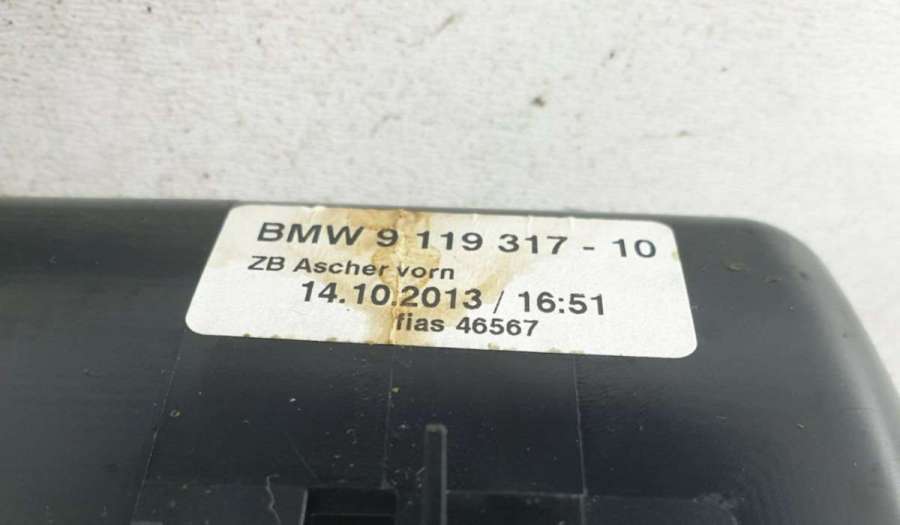 BMW 9 119 317 - 10
ZB Ascher vorn
14.10.2013 / 16:51
fias 46567